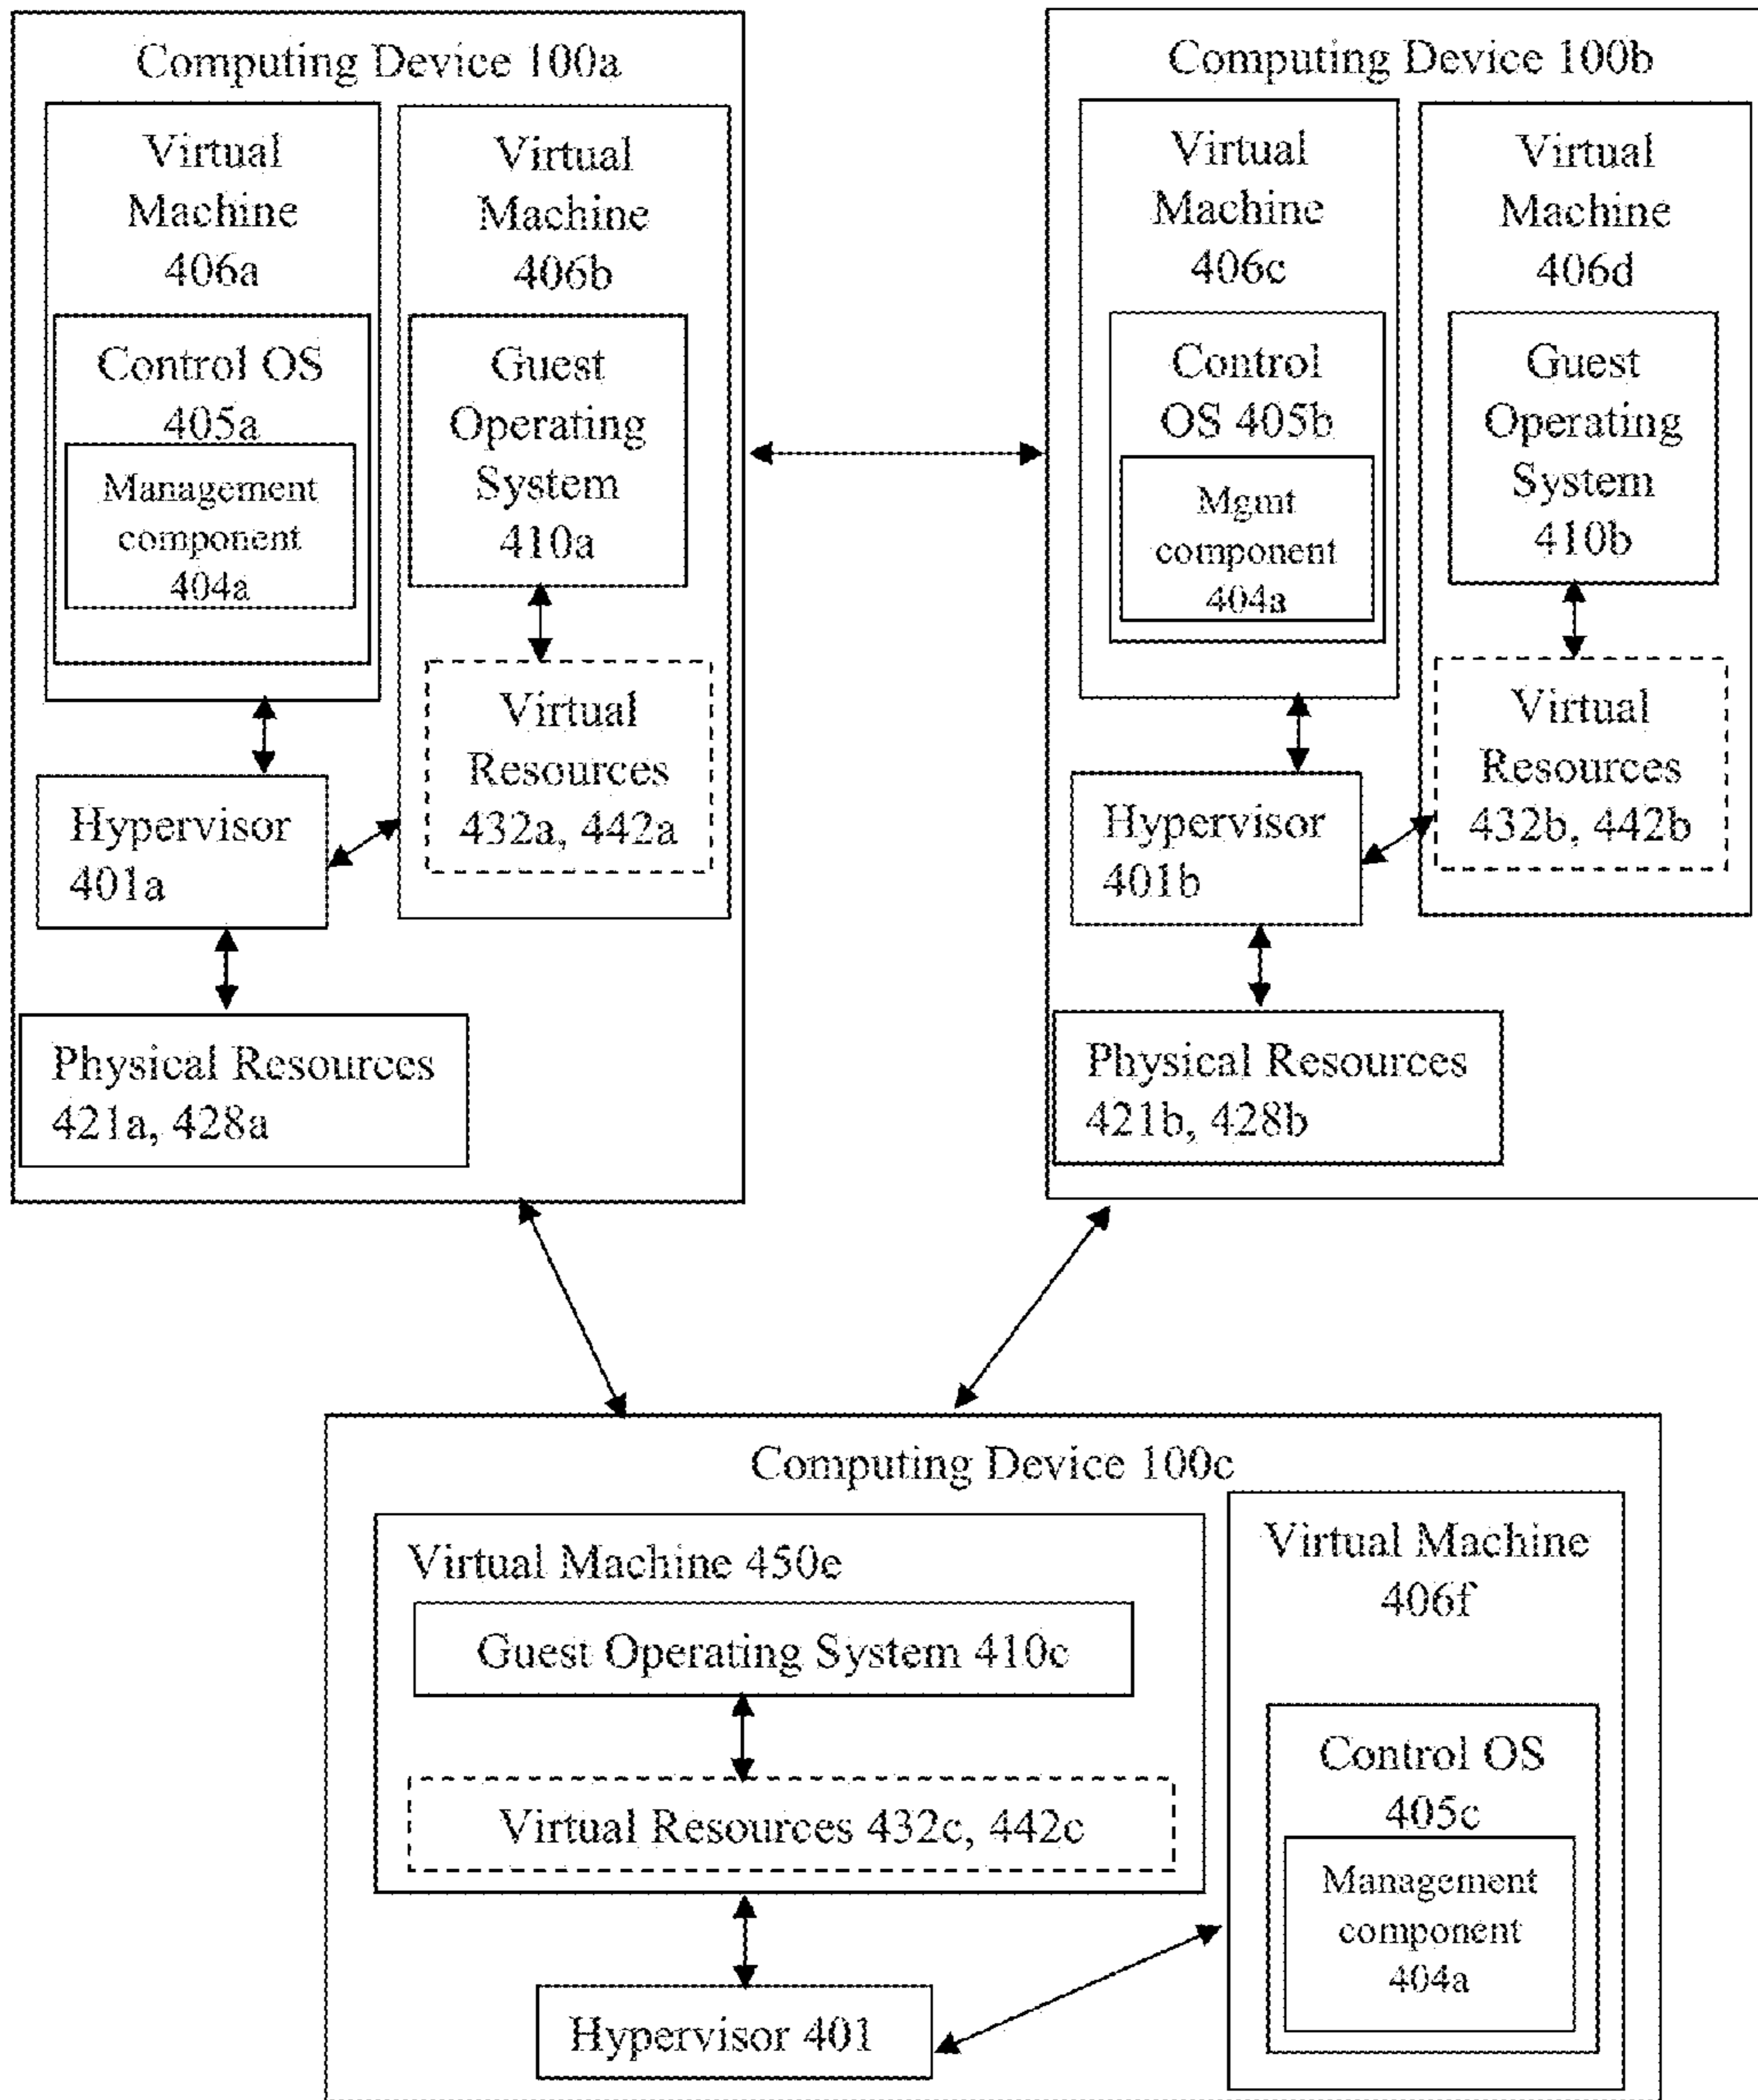 Computing Device 100a
Virtual
Machine
406a
Control OS
405a
Management
component
404a
Virtual
Machine
406b
Guest
Operating
System
410a
Virtual
Resources
432a, 442a
Hypervisor
401a
Physical Resources
421a, 428a
Computing Device 100b
Virtual
Machine
406c
Control
OS 405b
Mgmt
component
404a
Virtual
Machine
406d
Guest
Operating
System
410b
Virtual
Resources
432b, 442b
Hypervisor
401b
Physical Resources
421b, 428b
Computing Device 100c
Virtual Machine 450e
Guest Operating System 410c
Virtual Resources 432c, 442c
Hypervisor 401
Virtual Machine
406f
Control OS
405c
Management
component
404a